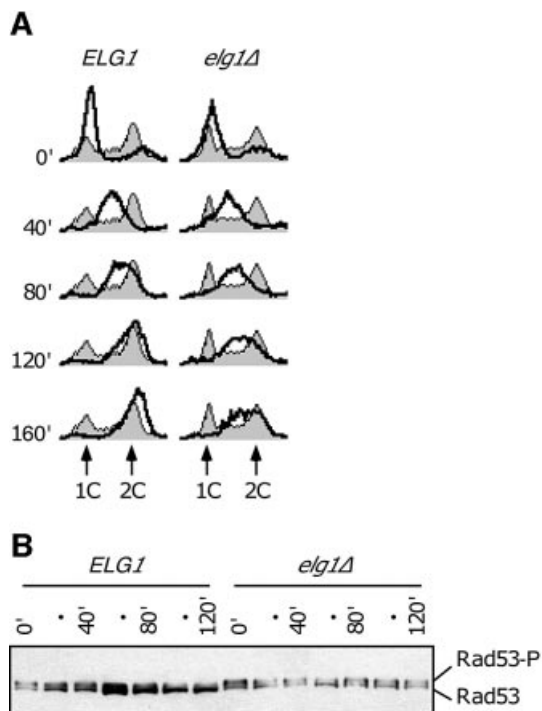 A
ELG1 elg1Δ
0'
40'
80'
120'
160'
1C 2C 1C 2C
B
ELG1 elg1Δ
0' • 40' • 80' • 120' 0' • 40' • 80' • 120'
Rad53-P
Rad53